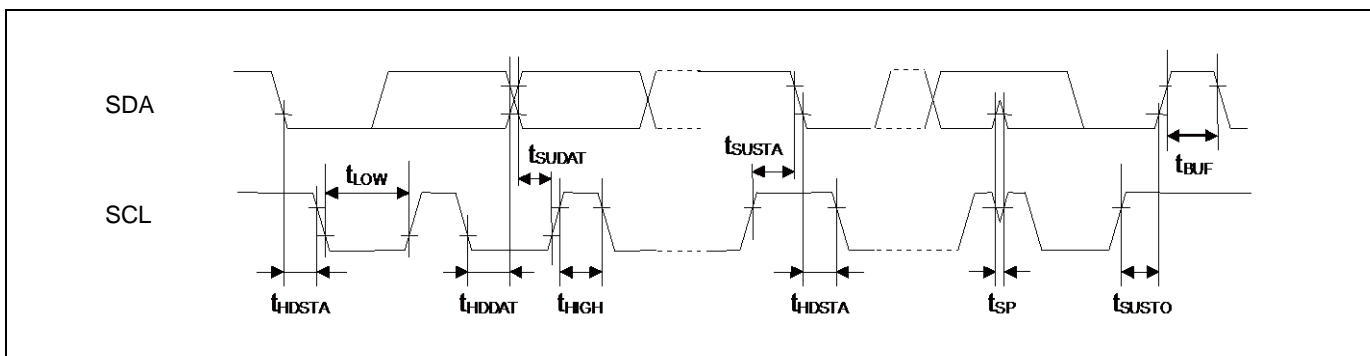 SDA
tSUDAT
tSUSTA
tLOW
tBUF
SCL
tHDSTA
tHDDAT
tHIGH
tHDSTA
tSP
tSUSTO